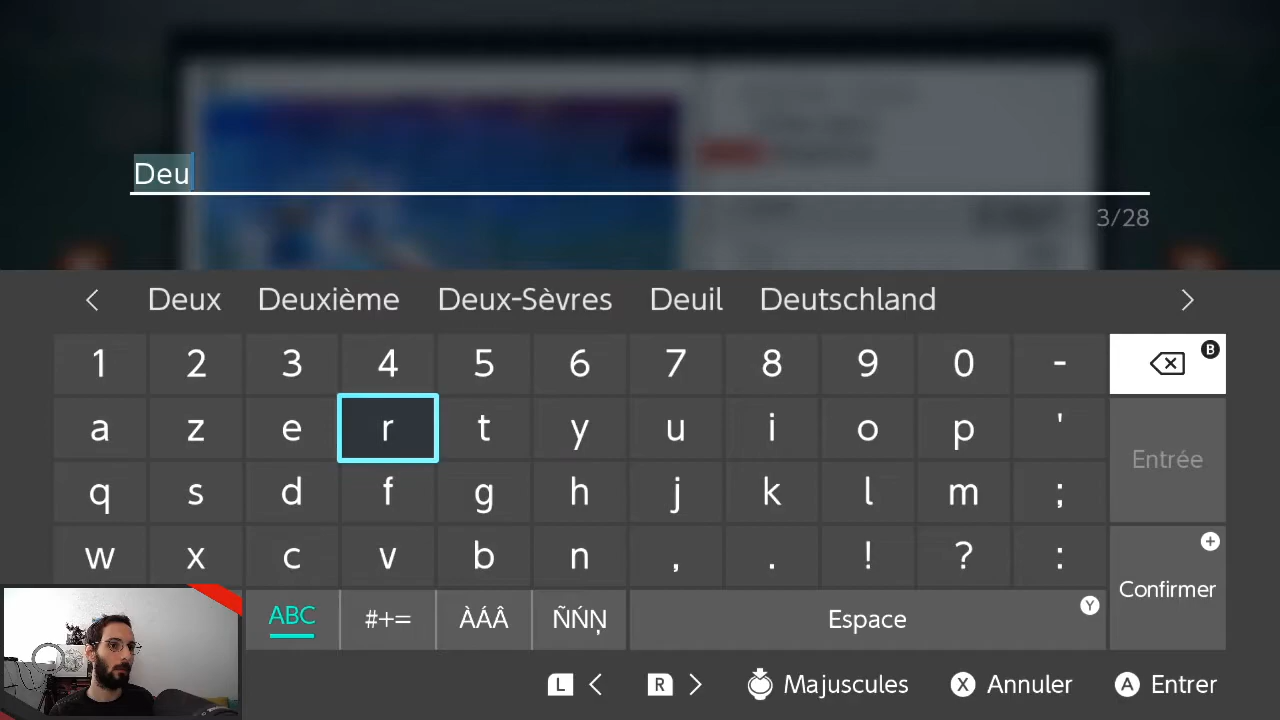 Deu
3/28
Deux Deuxième Deux-Sèvres Deuil Deutschland
1 2 3 4 5 6 7 8 9 0 - B
a z e r t y u i o p '
Entrée
q s d f g h j k l m ;
w x c v b n , . ! ? :
+
Confirmer
ABC #+= ÀÁÂ ÑŃŅ Espace Y
L < R > Majuscules X Annuler A Entrer